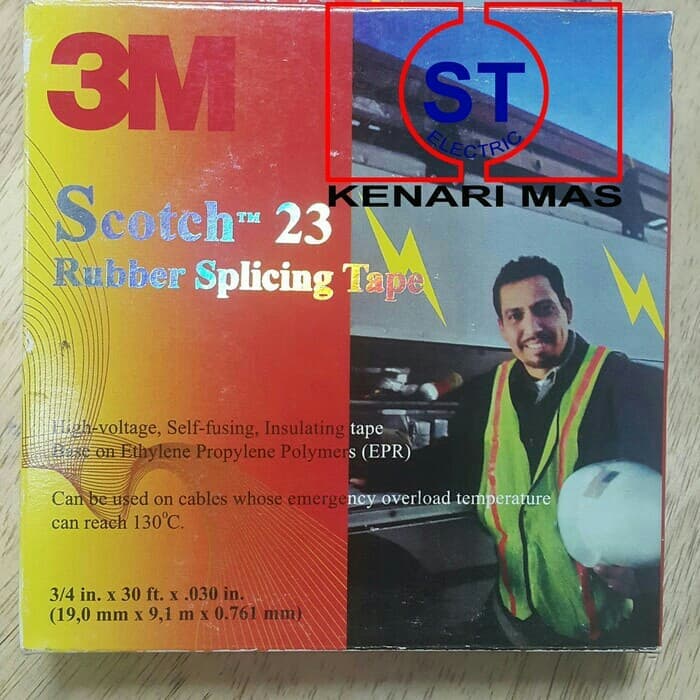 3M
ST
ELECTRIC
KENARI MAS
Scotch™ 23
Rubber Splicing Tape
High-voltage, Self-fusing, Insulating tape
Base on Ethylene Propylene Polymers (EPR)
Can be used on cables whose emergency overload temperature
can reach 130°C.
3/4 in. x 30 ft. x .030 in.
(19,0 mm x 9,1 m x 0.761 mm)